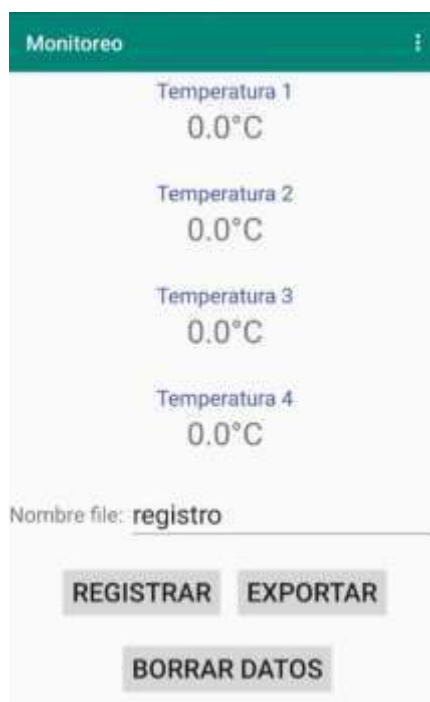 Monitoreo
Temperatura 1
0.0°C
Temperatura 2
0.0°C
Temperatura 3
0.0°C
Temperatura 4
0.0°C
Nombre file: registro
REGISTRAR EXPORTAR
BORRAR DATOS